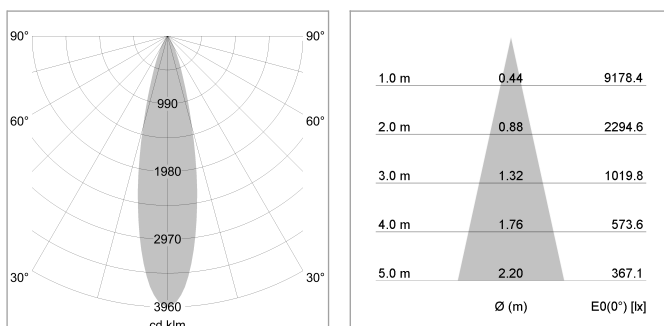 90° 90°
990
60° 60°
1980
2970
30° 30°
3960
cd klm
1.0 m 0.44 9178.4
2.0 m 0.88 2294.6
3.0 m 1.32 1019.8
4.0 m 1.76 573.6
5.0 m 2.20 367.1
Ø (m) E0(0°) [lx]